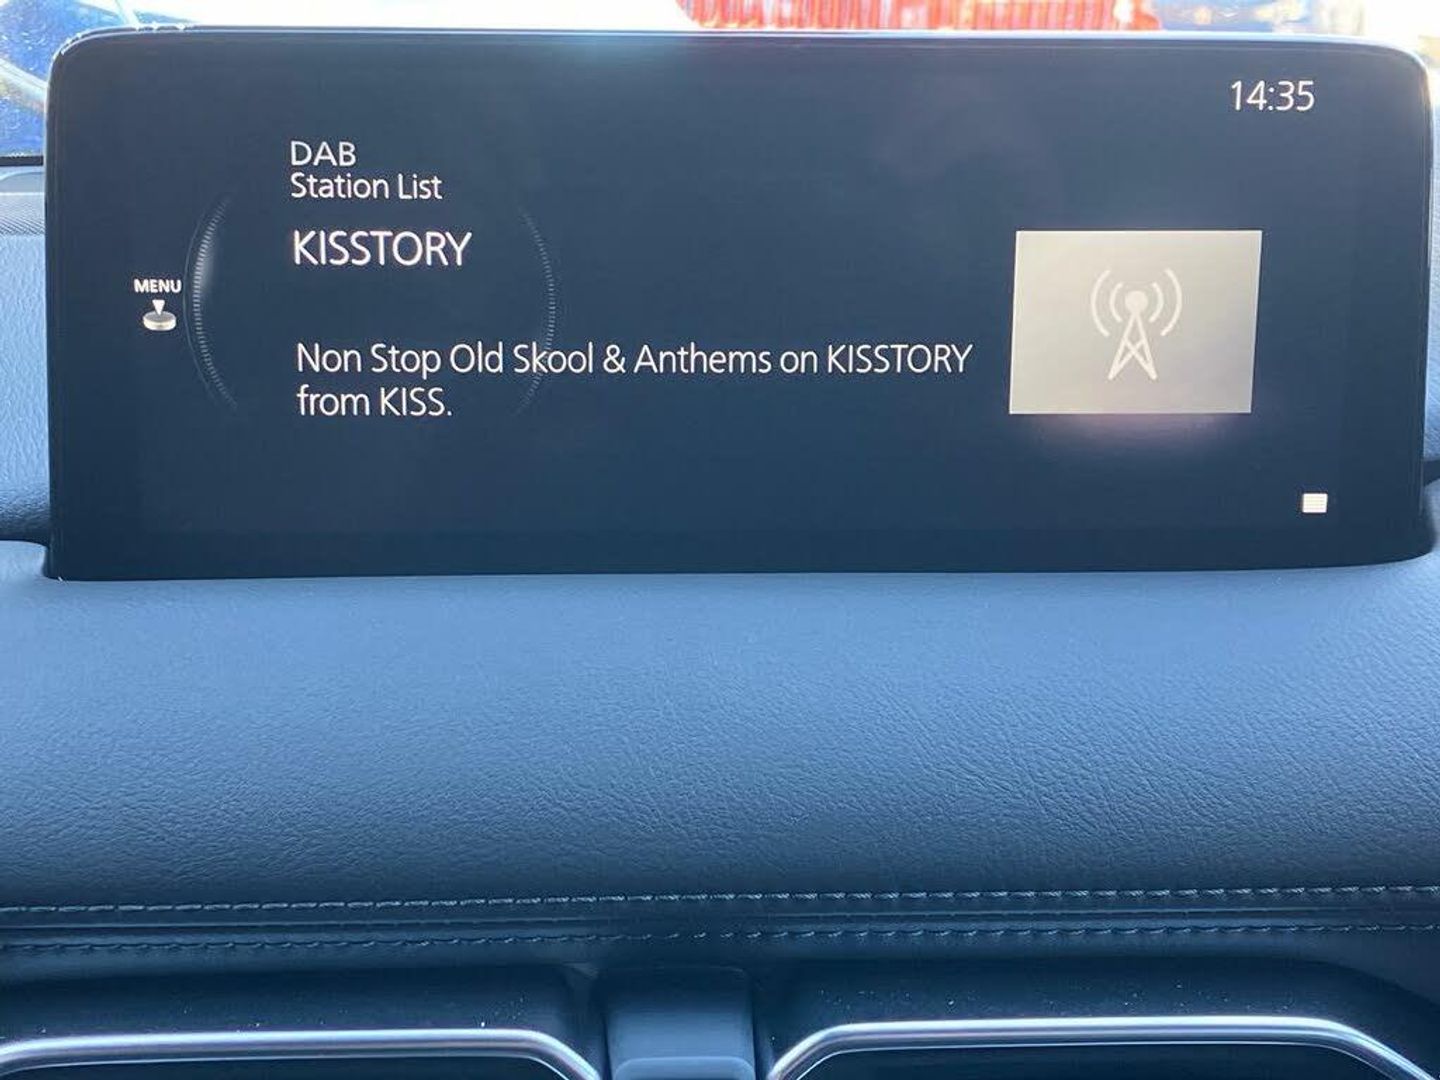 14:35
DAB
Station List
KISSTORY
MENU
Non Stop Old Skool & Anthems on KISSTORY
from KISS.